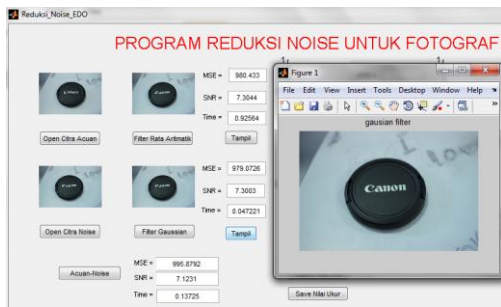 Reduksi_Noise_EDO
PROGRAM REDUKSI NOISE UNTUK FOTOGRAF
MSE = 980.433
SNR = 7.3044
Time = 0.92564
Open Citra Acuan
Filter Rata Aritmatik
Tampil
MSE = 979.0726
SNR = 7.3003
Time = 0.047221
Open Citra Noise
Filter Gaussian
Tampil
Acuan-Noise
MSE = 995.8792
SNR = 7.1231
Time = 0.13725
Save Nilai Ukur
Figure 1
File Edit View Insert Tools Desktop Window Help
gausian filter
Canon